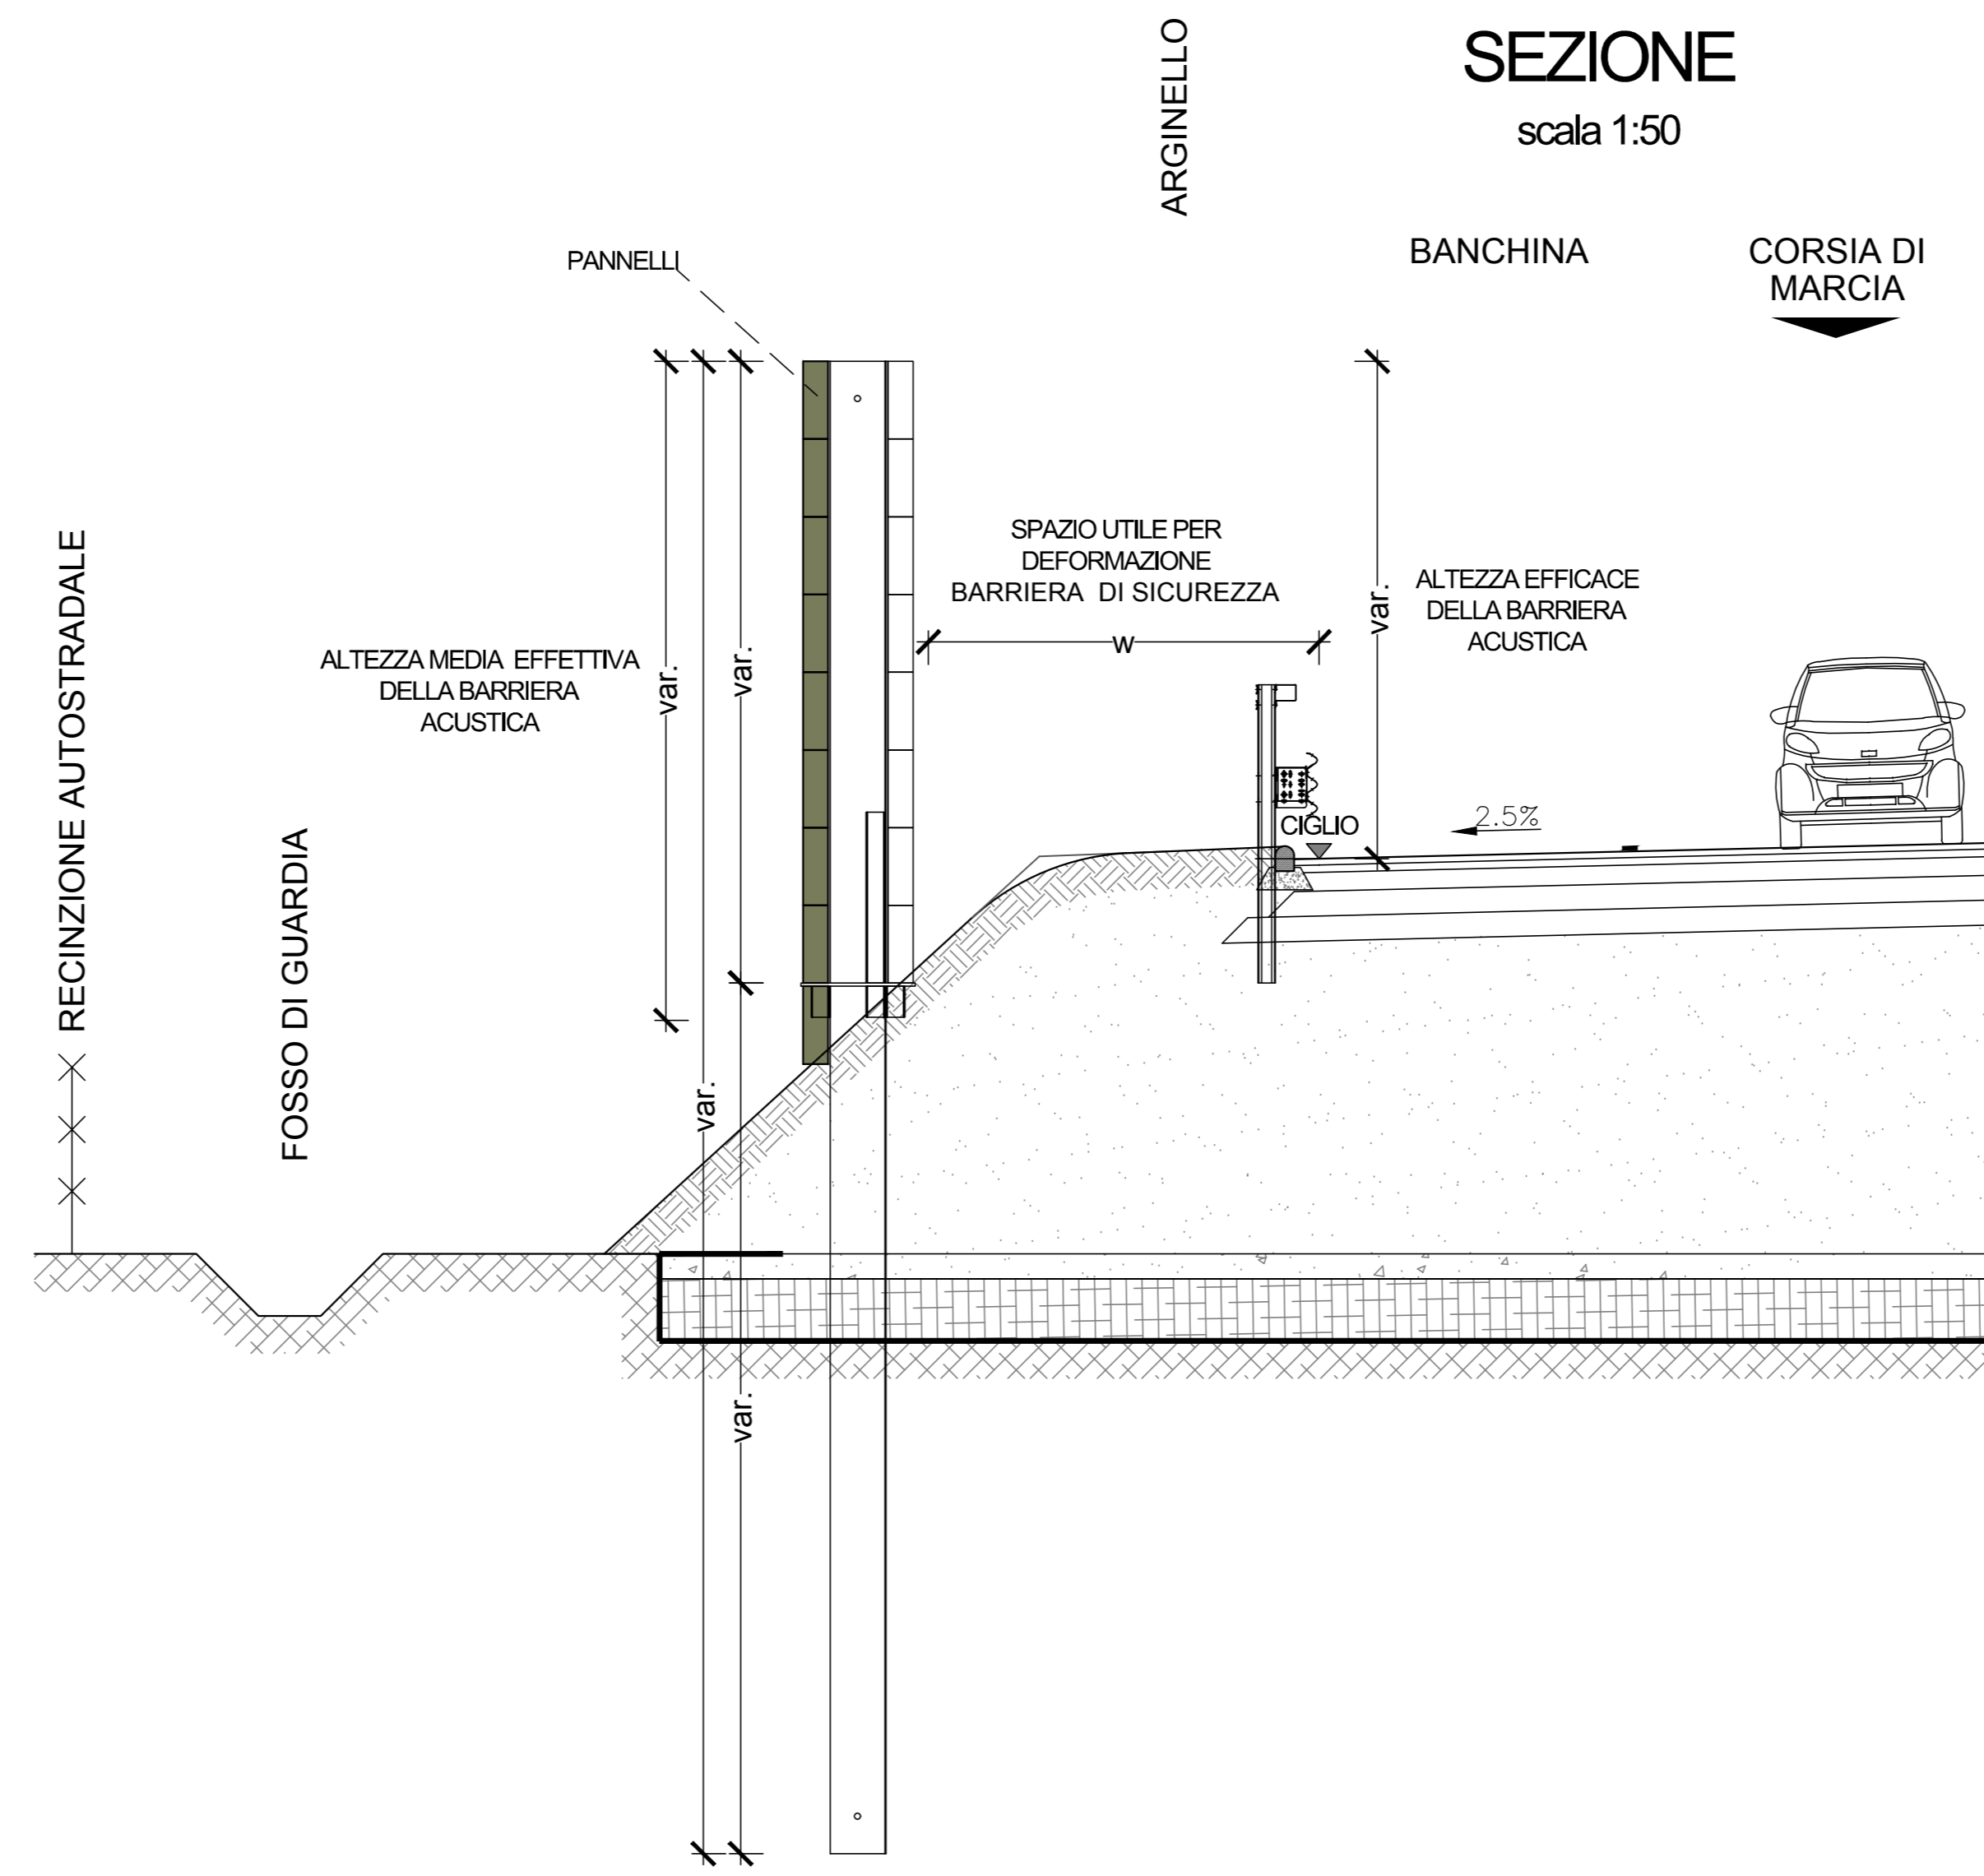 SEZIONE
scala 1:50
ARGINELLO
BANCHINA
CORSIA DI
MARCIA
PANNELLI
SPAZIO UTILE PER
DEFORMAZIONE
BARRIERA DI SICUREZZA
w
ALTEZZA EFFICACE
DELLA BARRIERA
ACUSTICA
var.
ALTEZZA MEDIA EFFETTIVA
DELLA BARRIERA
ACUSTICA
var.
var.
RECINZIONE AUTOSTRADALE
FOSSO DI GUARDIA
CIGLIO
2.5%
var.
var.